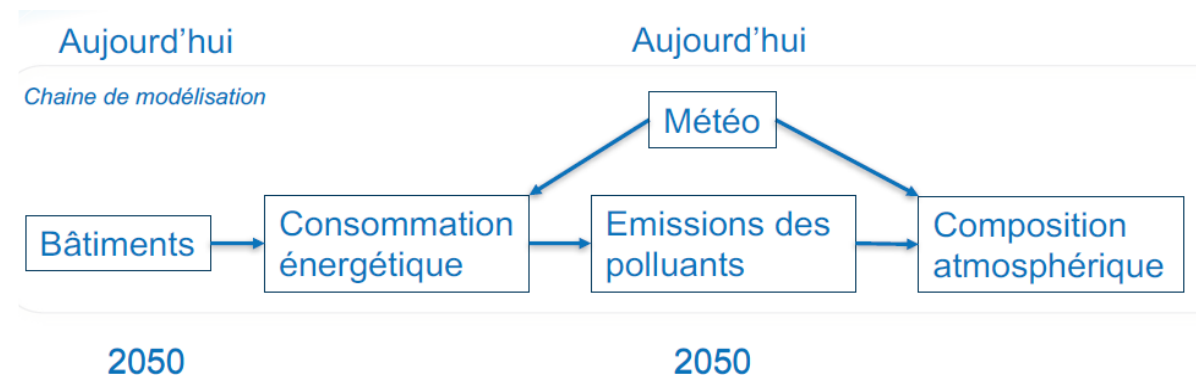 Aujourd’hui
Aujourd’hui
Chaine de modélisation
Météo
Bâtiments
Consommation
énergétique
Emissions des
polluants
Composition
atmosphérique
2050
2050